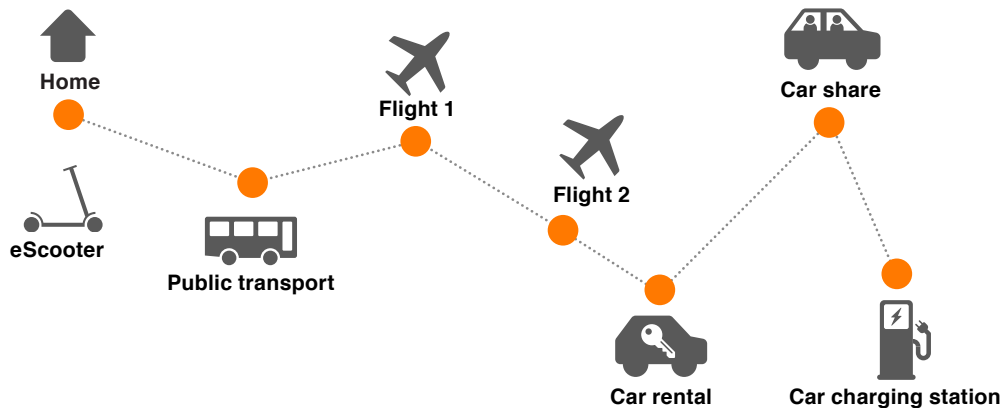 Home
eScooter
Public transport
Flight 1
Flight 2
Car rental
Car share
Car charging station